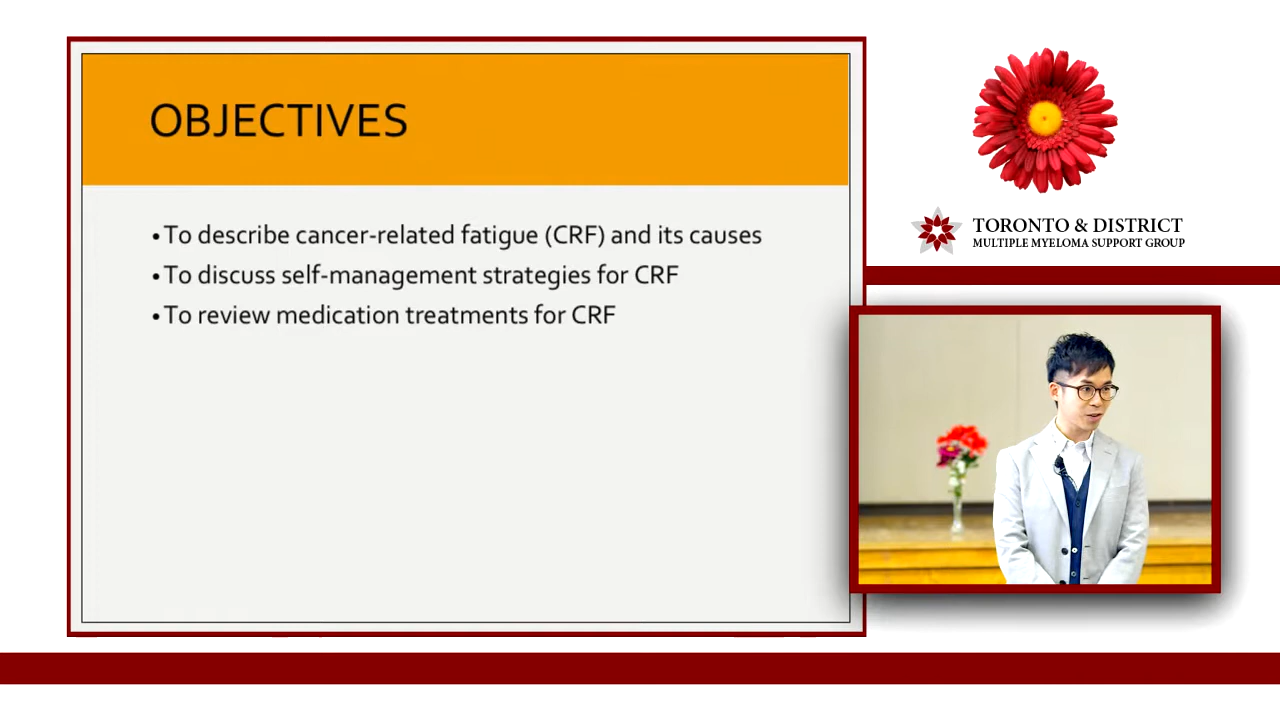 OBJECTIVES
• To describe cancer-related fatigue (CRF) and its causes
• To discuss self-management strategies for CRF
• To review medication treatments for CRF
TORONTO & DISTRICT
MULTIPLE MYELOMA SUPPORT GROUP